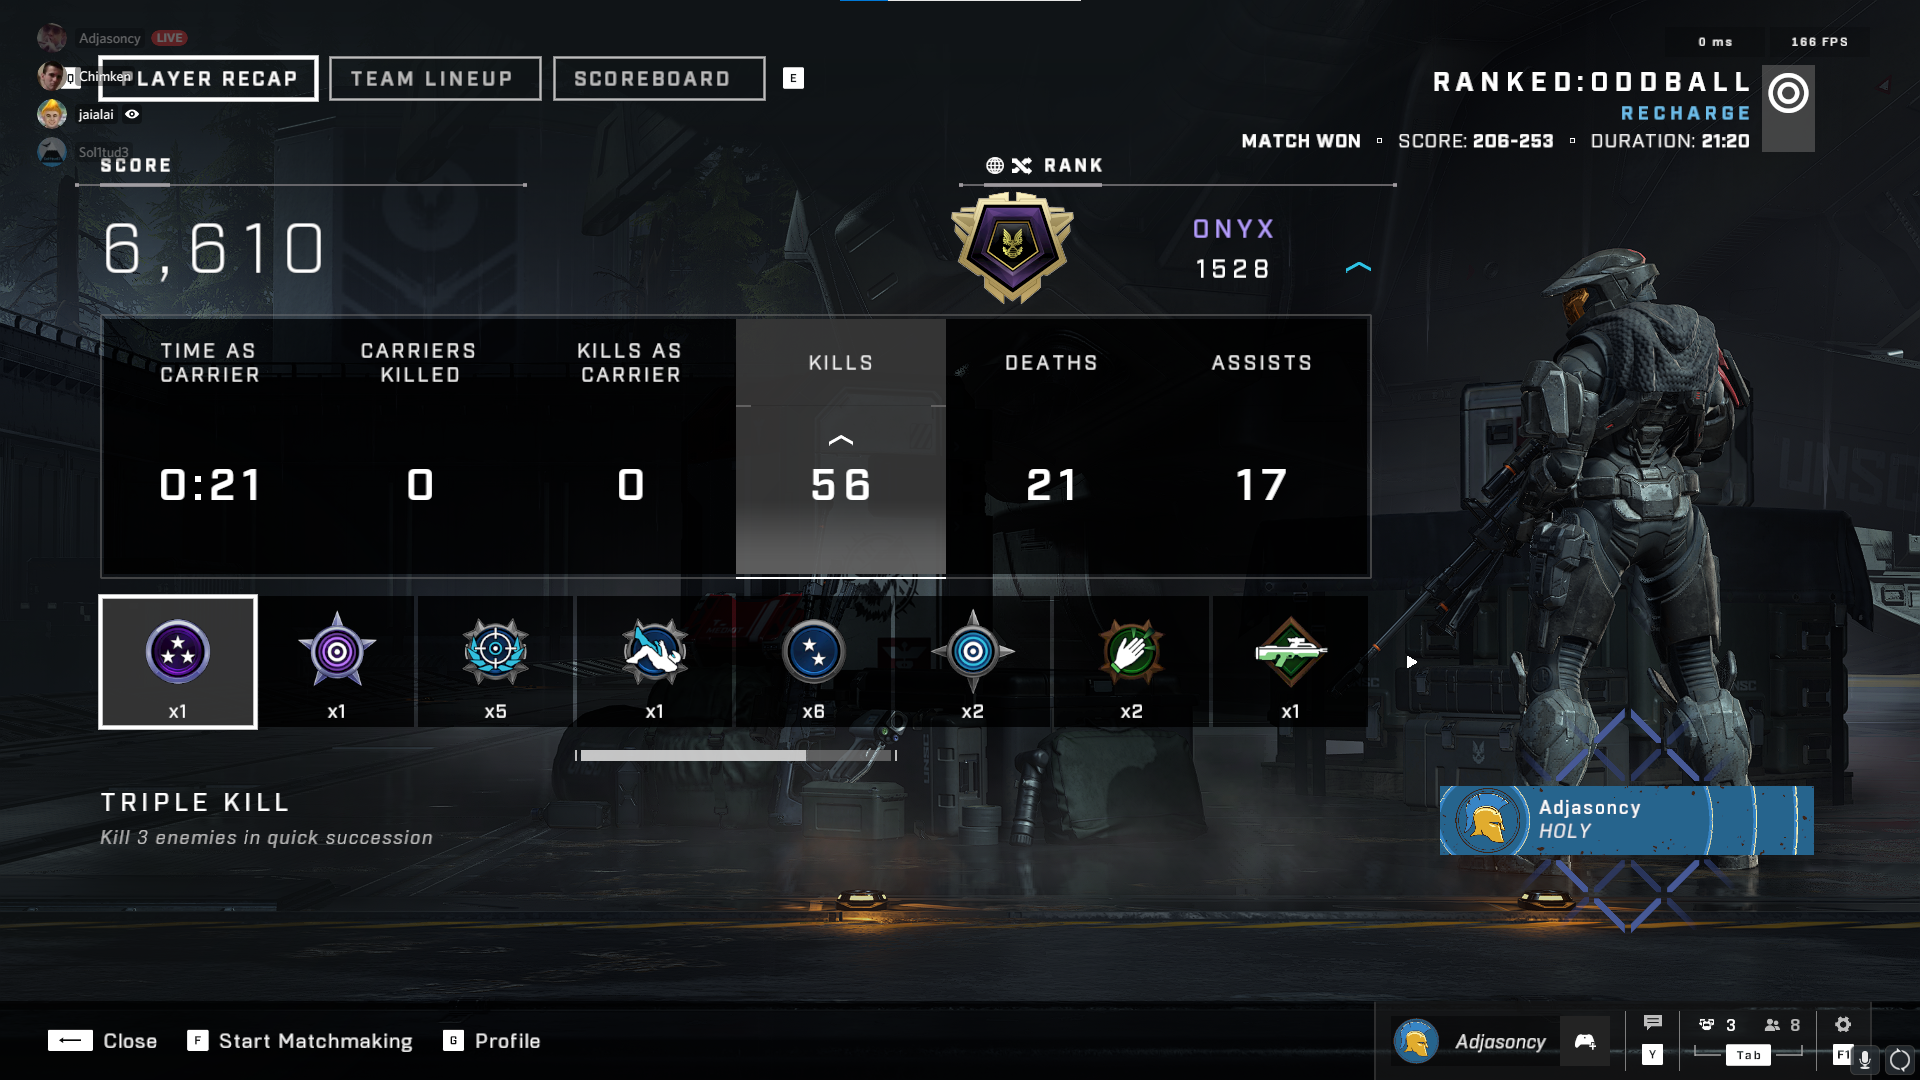 Adjasoncy LIVE
Chimken
jaialai
Sol1tud3
Q PLAYER RECAP TEAM LINEUP SCOREBOARD E
0 ms 166 FPS
RANKED:ODDBALL
RECHARGE
MATCH WON SCORE: 206-253 DURATION: 21:20
SCORE
6,610
RANK
ONYX
1528
TIME AS CARRIER
0:21
CARRIERS KILLED
0
KILLS AS CARRIER
0
KILLS
56
DEATHS
21
ASSISTS
17
x1 x1 x5 x1 x6 x2 x2 x1
TRIPLE KILL
Kill 3 enemies in quick succession
UNSC
Adjasoncy
HOLY
Close F Start Matchmaking G Profile
Adjasoncy
Y
3 8
Tab
F1